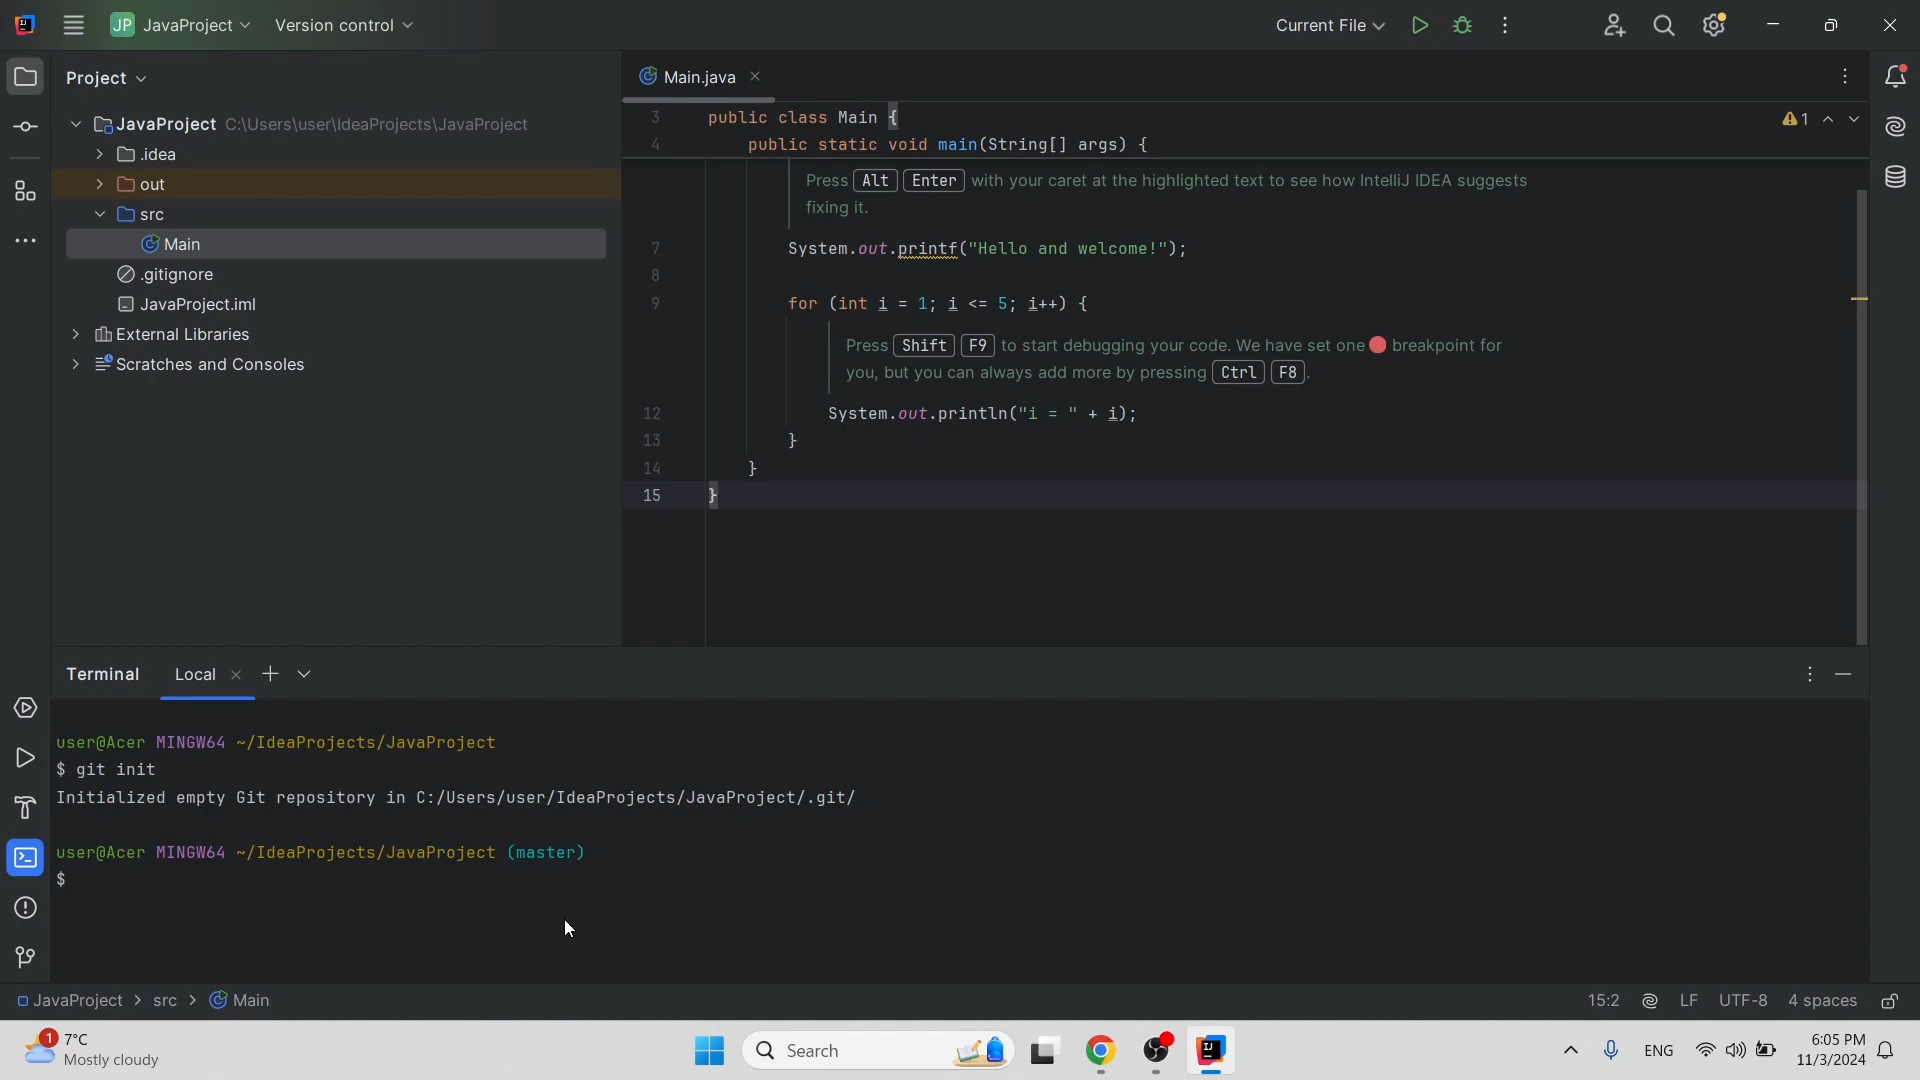 JP JavaProject Version control Current File
Project
Main.java
JavaProject C:\Users\user\IdeaProjects\JavaProject
.idea
out
src
Main
.gitignore
JavaProject.iml
External Libraries
Scratches and Consoles
3 public class Main {
4 public static void main(String[] args) {
1
Press Alt Enter with your caret at the highlighted text to see how IntelliJ IDEA suggests
fixing it.
7 System.out.printf("Hello and welcome!");
8
9 for (int i = 1; i <= 5; i++) {
Press Shift F9 to start debugging your code. We have set one breakpoint for
you, but you can always add more by pressing Ctrl F8.
12 System.out.println("i = " + i);
13 }
14 }
15 }
Terminal Local
user@Acer MINGW64 ~/IdeaProjects/JavaProject
$ git init
Initialized empty Git repository in C:/Users/user/IdeaProjects/JavaProject/.git/
user@Acer MINGW64 ~/IdeaProjects/JavaProject (master)
$
JavaProject > src > Main 15:2 LF UTF-8 4 spaces
1 7°C
Mostly cloudy
Search
IJ
ENG
6:05 PM
11/3/2024